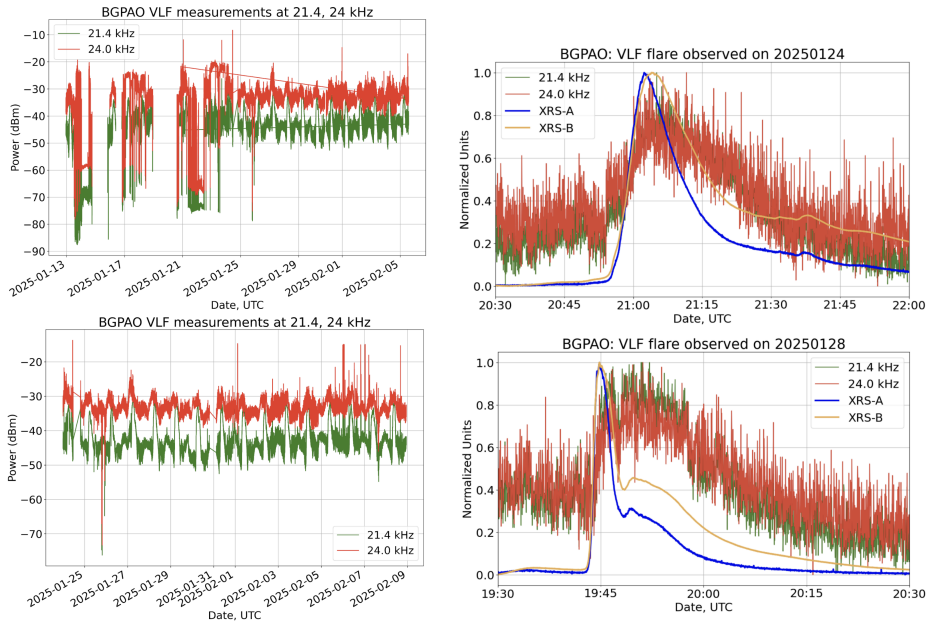 BGPAO VLF measurements at 21.4, 24 kHz
21.4 kHz
24.0 kHz
Power (dBm)
−10
−20
−30
−40
−50
−60
−70
−80
−90
2025-01-13
2025-01-17
2025-01-21
2025-01-25
2025-01-29
2025-02-01
2025-02-05
Date, UTC
BGPAO: VLF flare observed on 20250124
21.4 kHz
24.0 kHz
XRS-A
XRS-B
Normalized Units
1.0
0.8
0.6
0.4
0.2
0.0
20:30
20:45
21:00
21:15
21:30
21:45
22:00
Date, UTC
BGPAO VLF measurements at 21.4, 24 kHz
Power (dBm)
−20
−30
−40
−50
−60
−70
21.4 kHz
24.0 kHz
2025-01-25
2025-01-27
2025-01-29
2025-01-31
2025-02-01
2025-02-03
2025-02-05
2025-02-07
2025-02-09
Date, UTC
BGPAO: VLF flare observed on 20250128
21.4 kHz
24.0 kHz
XRS-A
XRS-B
Normalized Units
1.0
0.8
0.6
0.4
0.2
0.0
19:30
19:45
20:00
20:15
20:30
Date, UTC